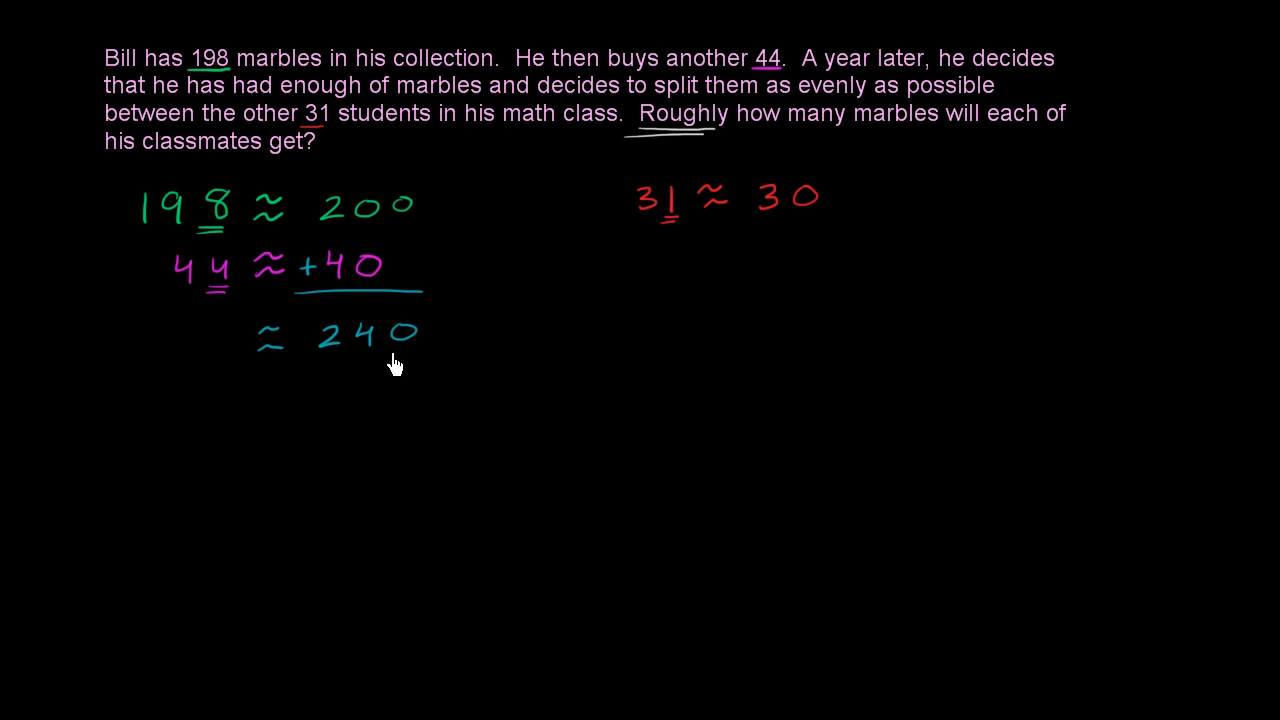 Bill has 198 marbles in his collection.  He then buys another 44.  A year later, he decides
that he has had enough of marbles and decides to split them as evenly as possible
between the other 31 students in his math class.  Roughly how many marbles will each of
his classmates get?
198 ≈ 200
44 ≈ +40
≈ 240
31 ≈ 30